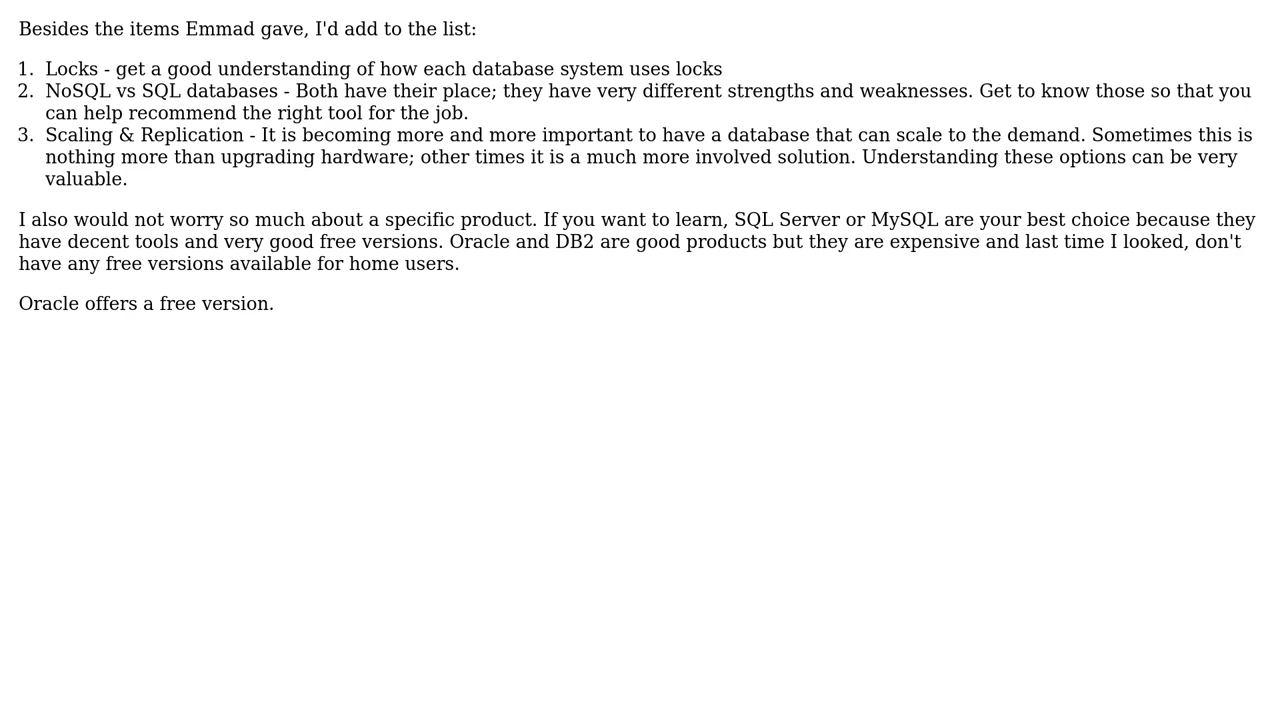 Besides the items Emmad gave, I'd add to the list:
1. Locks - get a good understanding of how each database system uses locks
2. NoSQL vs SQL databases - Both have their place; they have very different strengths and weaknesses. Get to know those so that you
can help recommend the right tool for the job.
3. Scaling & Replication - It is becoming more and more important to have a database that can scale to the demand. Sometimes this is
nothing more than upgrading hardware; other times it is a much more involved solution. Understanding these options can be very
valuable.
I also would not worry so much about a specific product. If you want to learn, SQL Server or MySQL are your best choice because they
have decent tools and very good free versions. Oracle and DB2 are good products but they are expensive and last time I looked, don't
have any free versions available for home users.
Oracle offers a free version.